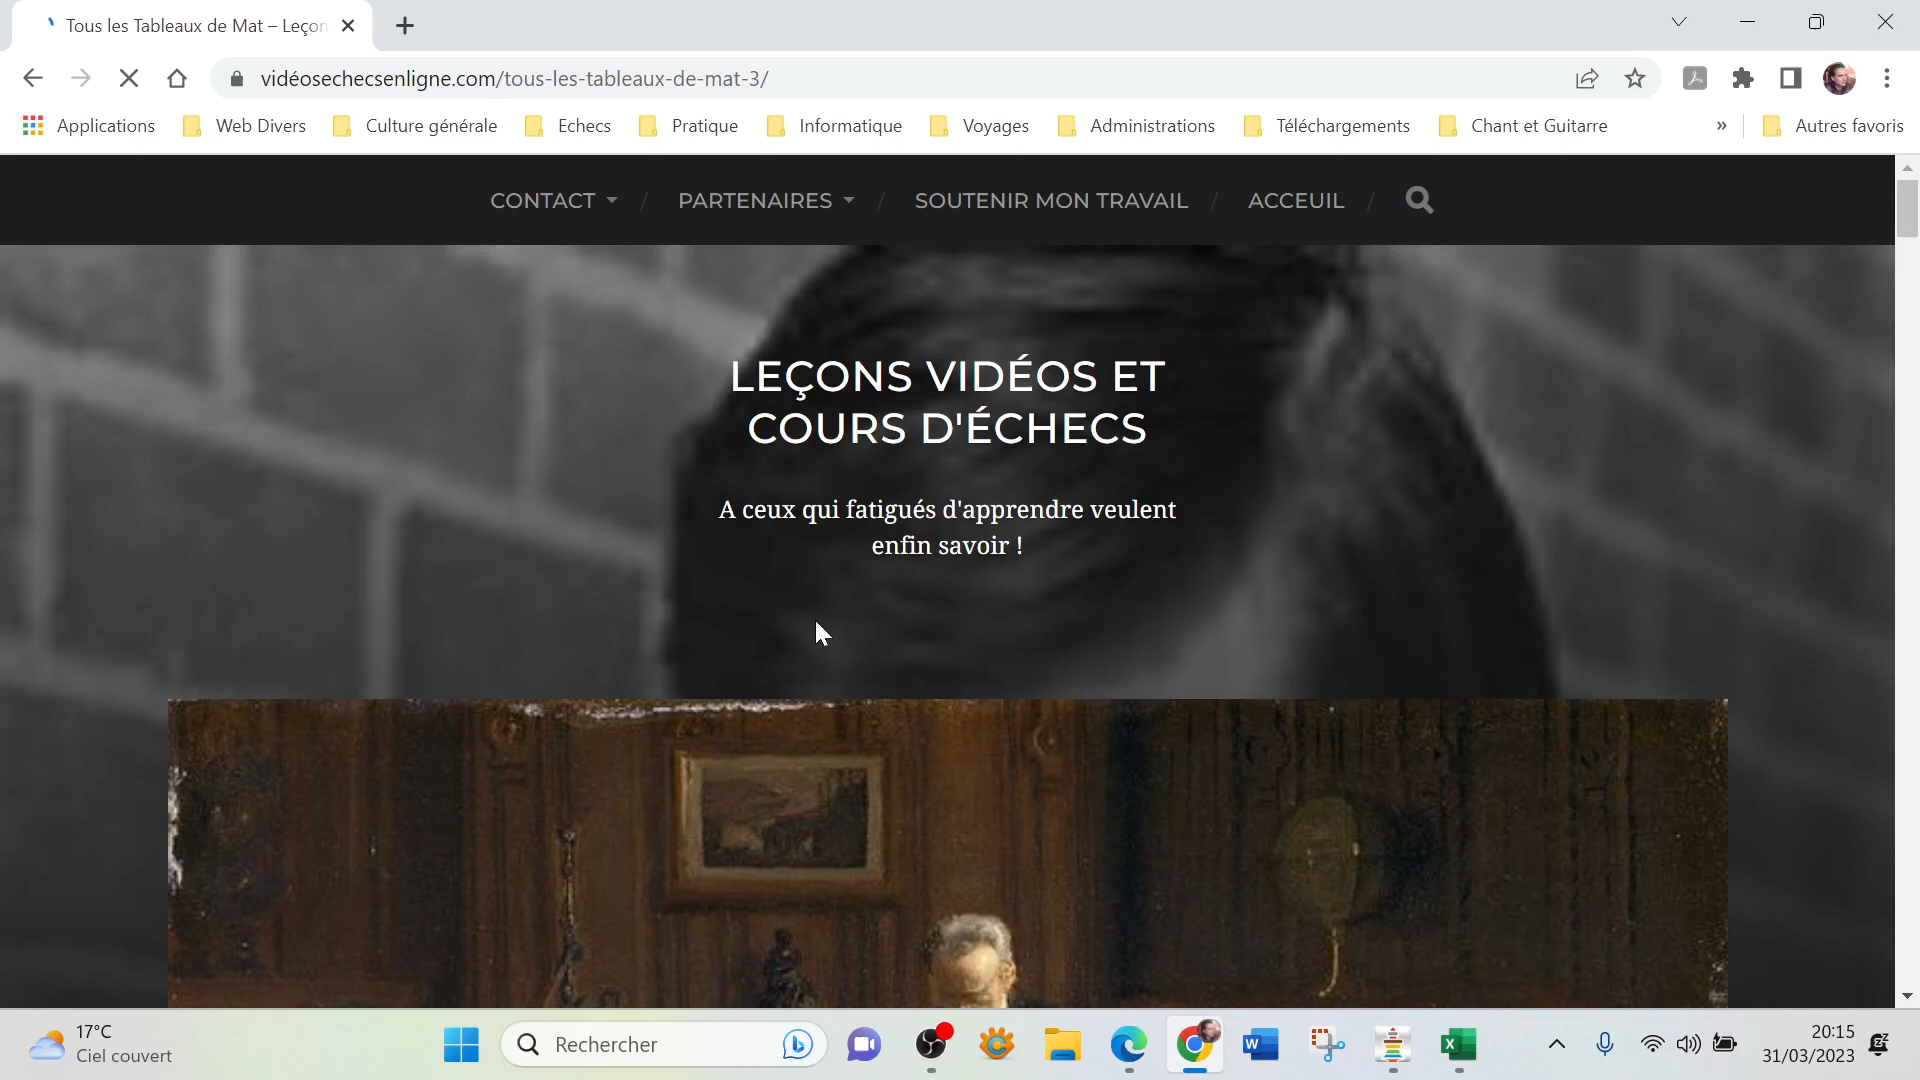 Tous les Tableaux de Mat – Leçon
vidéosechecsenligne.com/tous-les-tableaux-de-mat-3/
Applications Web Divers Culture générale Echecs Pratique Informatique Voyages Administrations Téléchargements Chant et Guitarre » Autres favoris
CONTACT / PARTENAIRES / SOUTENIR MON TRAVAIL / ACCEUIL /
LEÇONS VIDÉOS ET
COURS D'ÉCHECS
A ceux qui fatigués d'apprendre veulent
enfin savoir !
17°C
Ciel couvert
Rechercher
20:15
31/03/2023